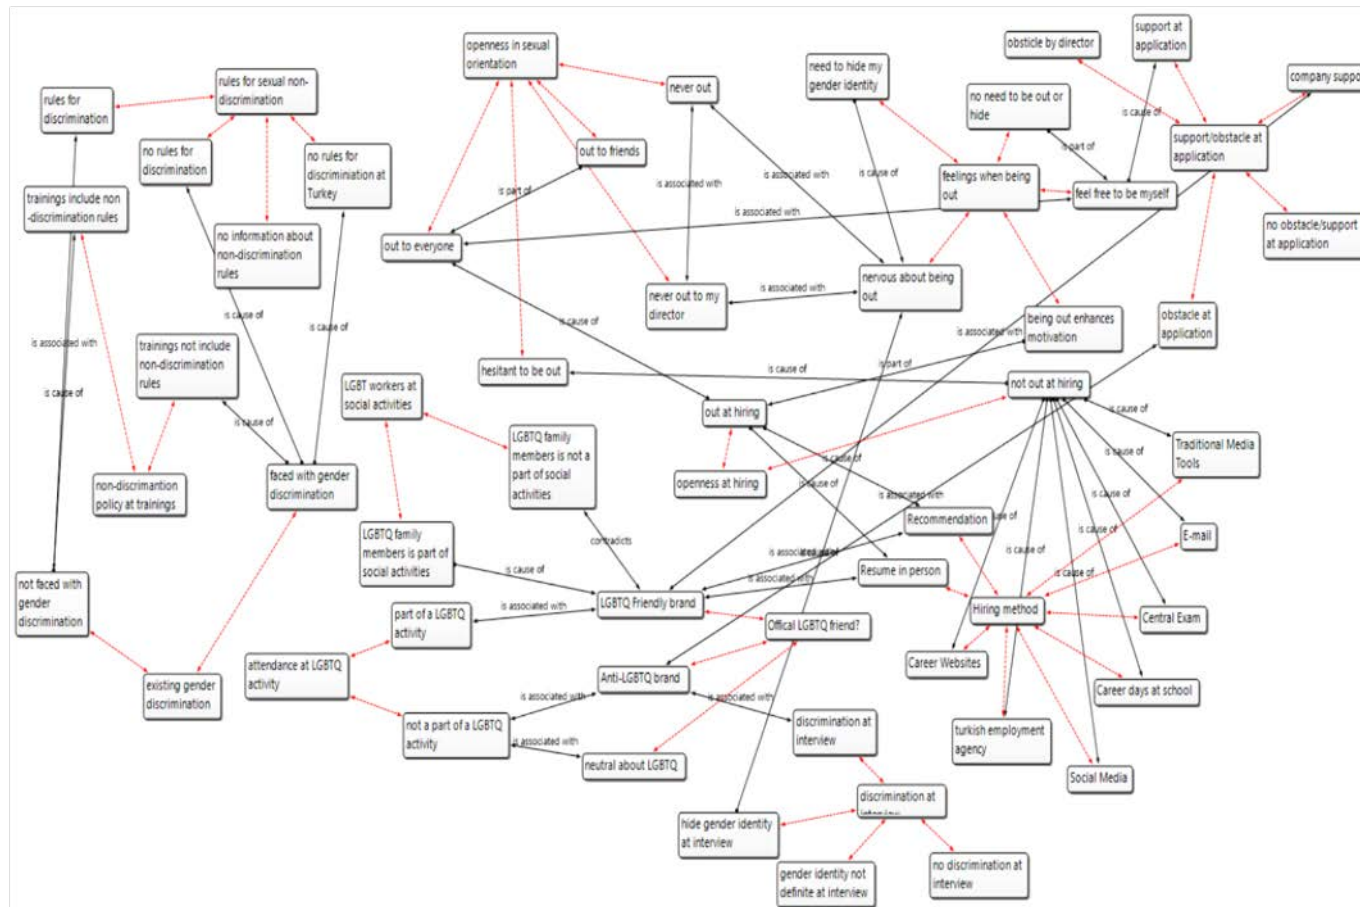 openness in sexual
orientation
support at
application
obsticle by director
need to hide my
gender identity
company suppo
rules for sexual non-
discrimination
never out
no need to be out or
hide
rules for
discrimination
is cause of
support/obstacle at
application
no rules for
discrimination
no rules for
discriminiation at
Turkey
out to friends
is part of
feelings when being
out
feel free to be myself
is cause of
is associated with
trainings include non
-discrimination rules
is part of
is associated with
no information about
non-discrimination
rules
out to everyone
no obstacle/support
at application
nervous about being
out
never out to my
director
is associated with
is cause of
is cause of
is cause of
being out enhances
motivation
is associated with
obstacle at
application
is associated with
trainings not include
non-discrimination
rules
is part of
is cause of
hesitant to be out
is cause of
not out at hiring
LGBT workers at
social activities
out at hiring
is cause of
is cause of
LGBTQ family
members is not a
part of social
activities
Traditional Media
Tools
is cause of
is cause of
non-discrimantion
policy at trainings
faced with gender
discrimination
openness at hiring
is cause of
is associated with
Recommendation
is cause of
LGBTQ family
members is part of
social activities
contradicts
E-mail
is cause of
Resume in person
is cause of
is cause of
is associated with
not faced with
gender
discrimination
LGBTQ Friendly brand
part of a LGBTQ
activity
is associated with
Hiring method
Central Exam
Offical LGBTQ friend?
attendance at LGBTQ
activity
Career Websites
Anti-LGBTQ brand
existing gender
discrimination
is associated with
is associated with
Career days at school
not a part of a LGBTQ
activity
is associated with
discrimination at
interview
turkish employment
agency
neutral about LGBTQ
Social Media
discrimination at
hide gender identity
at interview
gender identity not
definite at interview
no discrimination at
interview